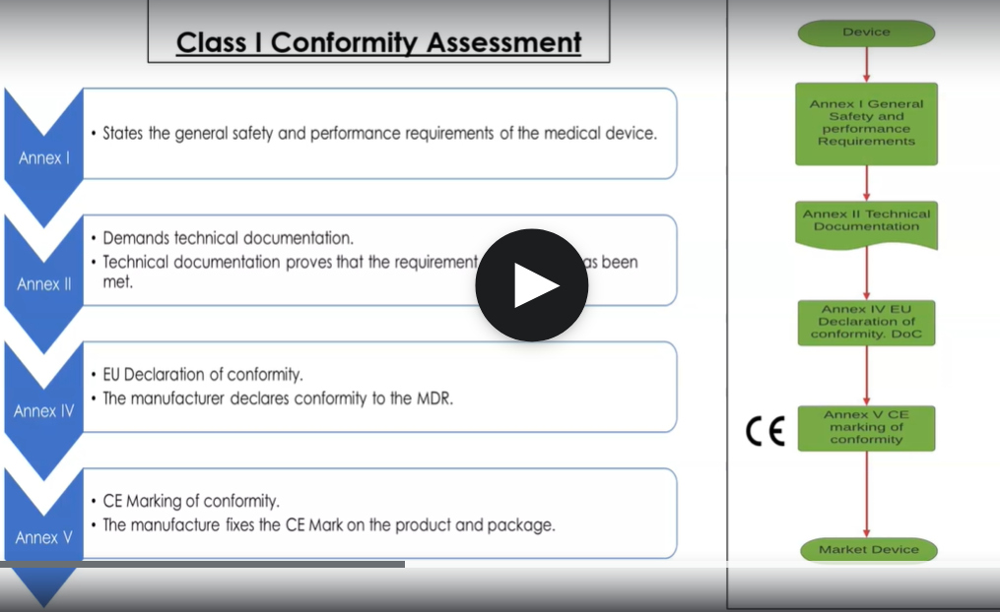 Class I Conformity Assessment
Annex I
• States the general safety and performance requirements of the medical device.
Annex II
• Demands technical documentation.
• Technical documentation proves that the requirement
as been
met.
Annex IV
• EU Declaration of conformity.
• The manufacturer declares conformity to the MDR.
Annex V
• CE Marking of conformity.
• The manufacture fixes the CE Mark on the product and package.
Device
Annex I General
Safety and
performance
Requirements
Annex II Technical
Documentation
Annex IV EU
Declaration of
conformity. DoC
CE
Annex V CE
marking of
conformity
Market Device